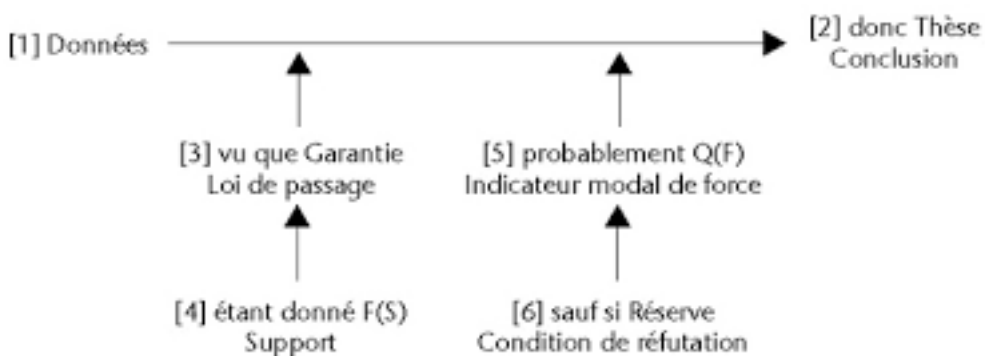 [1] Données
[2] donc Thèse
Conclusion
[3] vu que Garantie
Loi de passage
[5] probablement Q(F)
Indicateur modal de force
[4] étant donné F(S)
Support
[6] sauf si Réserve
Condition de réfutation